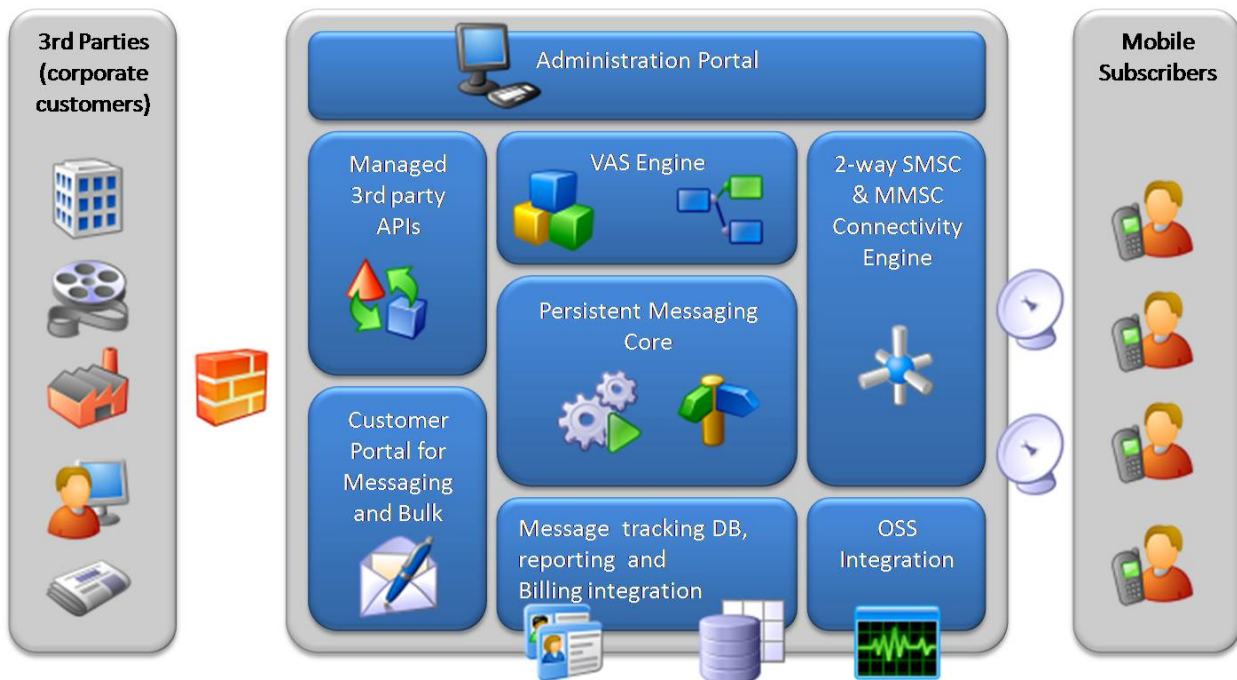 3rd Parties
(corporate
customers)
Administration Portal
Managed
3rd party
APIs
VAS Engine
2-way SMSC
& MMSC
Connectivity
Engine
Persistent Messaging
Core
Customer
Portal for
Messaging
and Bulk
Message tracking DB,
reporting and
Billing integration
OSS
Integration
Mobile
Subscribers